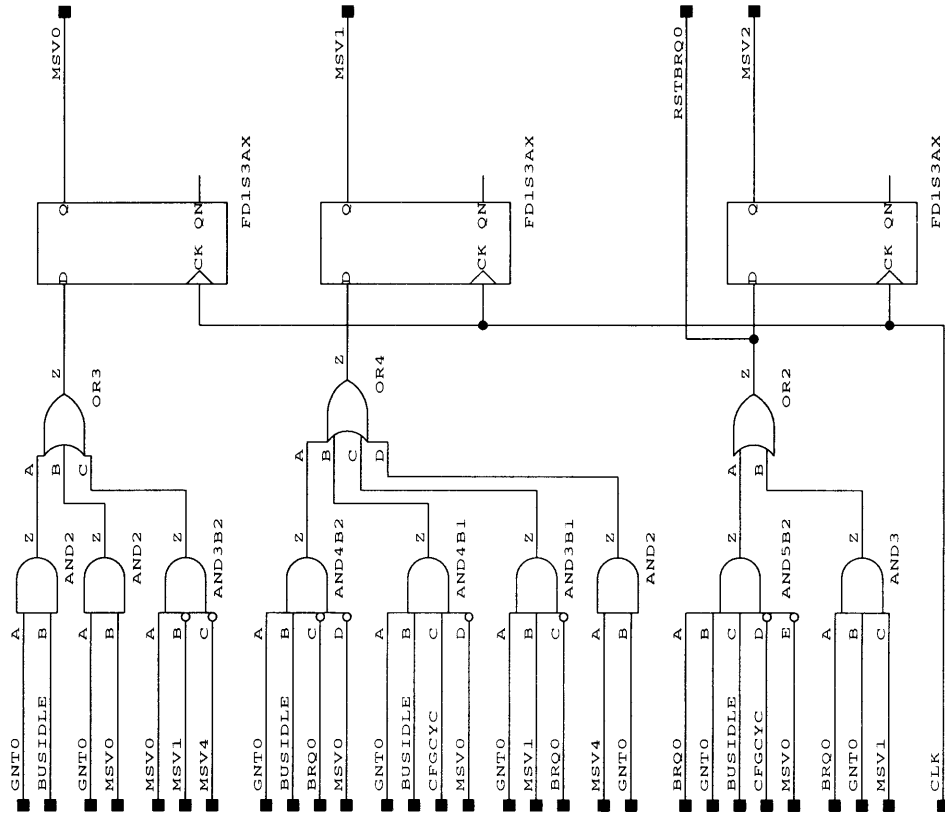 MSV0
MSV1
RSTBRQ0
MSV2
Q
QN
D
CK
FD1S3AX
Q
QN
D
CK
FD1S3AX
Q
QN
D
CK
FD1S3AX
Z
OR3
A
B
C
Z
OR4
A
B
C
D
Z
OR2
A
B
Z
AND2
A
B
GNT0
BUSIDLE
Z
AND2
A
B
GNT0
MSV0
Z
AND3B2
A
B
C
MSV0
MSV1
MSV4
Z
AND4B2
A
B
C
D
GNT0
BUSIDLE
BRQ0
MSV0
Z
AND4B1
A
B
C
D
GNT0
BUSIDLE
CFGCYC
MSV0
Z
AND3B1
A
B
C
GNT0
MSV1
BRQ0
Z
AND2
A
B
MSV4
GNT0
Z
AND5B2
A
B
C
D
E
BRQ0
GNT0
BUSIDLE
CFGCYC
MSV0
Z
AND3
A
B
C
BRQ0
GNT0
MSV1
CLK